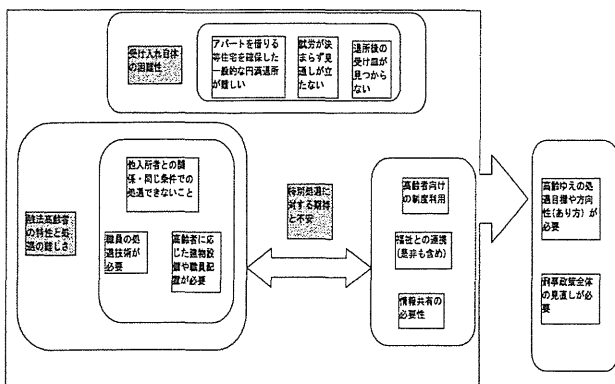 受け入れ自体
の困難性
アパートを借りる
等住宅を確保した
一般的な円満退所
が難しい
就労が決
まらず見
通しが立た
ない
退所後の
受け皿が
見つから
ない
他入所者との関
係・同じ条件での
処遇できないこと
触法高齢者
の特性と処
遇の難しさ
職員の処
遇技術が
必要
高齢者に応
じた建物設
備や職員配
置が必要
特別処遇に
対する期待
と不安
高齢者向け
の制度利用
福祉との連携
(是非も含め)
情報共有の
必要性
高齢ゆえの処
遇目標や方向
性(あり方)が
必要
刑事政策全体
の見直しが必
要